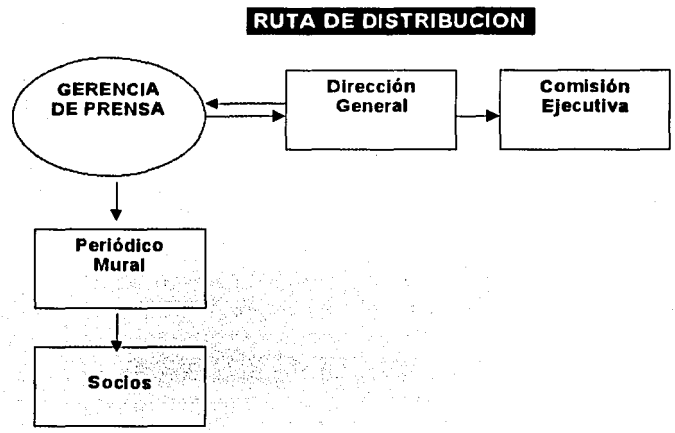 RUTA DE DISTRIBUCION
GERENCIA
DE PRENSA
Dirección
General
Comisión
Ejecutiva
Periódico
Mural
Socios